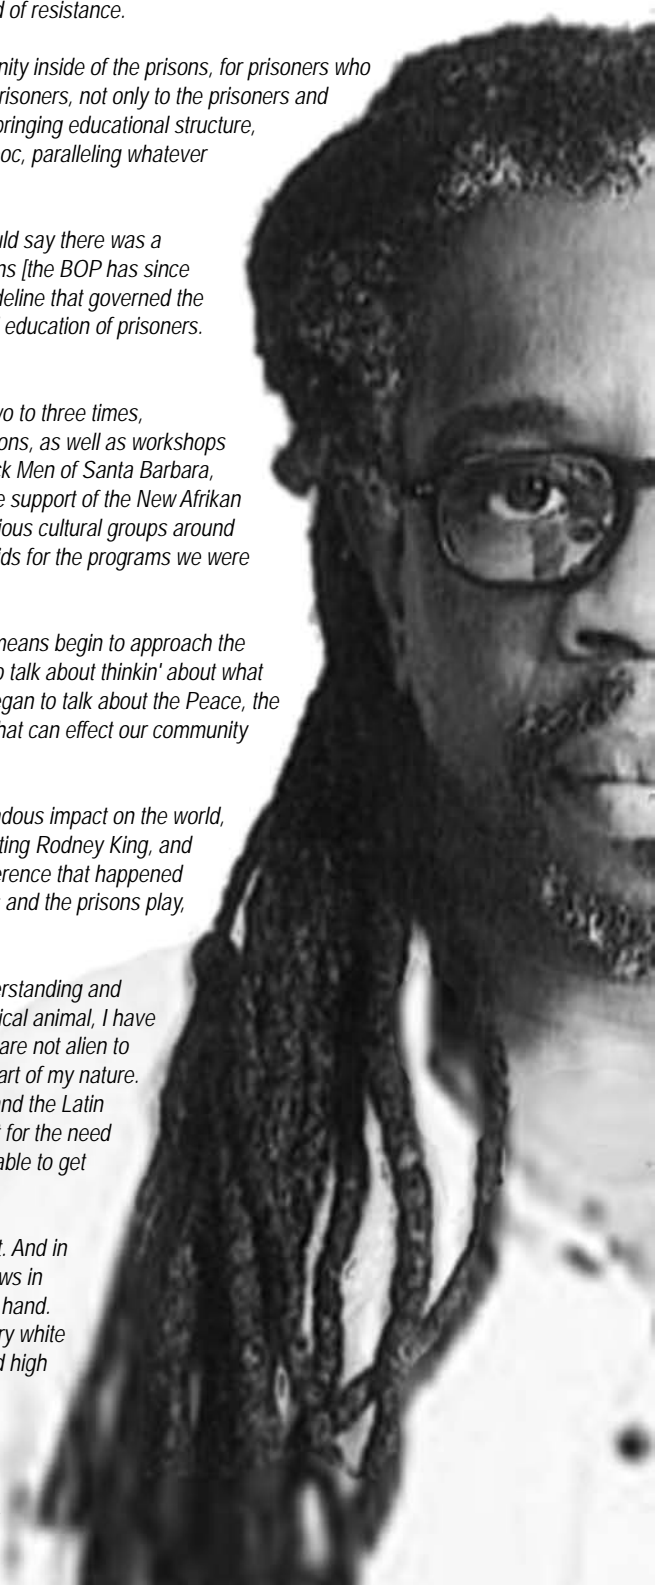 d of resistance.
nity inside of the prisons, for prisoners who
risoners, not only to the prisoners and
bringing educational structure,
oc, paralleling whatever
uld say there was a
ns [the BOP has since
deline that governed the
education of prisoners.
wo to three times,
ons, as well as workshops
ck Men of Santa Barbara,
e support of the New Afrikan
ious cultural groups around
ids for the programs we were
means begin to approach the
o talk about thinkin' about what
egan to talk about the Peace, the
hat can effect our community
ndous impact on the world,
ting Rodney King, and
erence that happened
and the prisons play,
erstanding and
ical animal, I have
are not alien to
art of my nature.
and the Latin
for the need
able to get
t. And in
ws in
hand.
ry white
d high